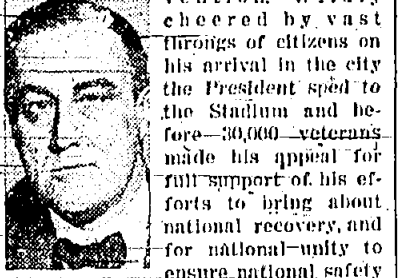 cheered by vast
throngs of citizens on
his arrival in the city
the President sped to
the Stadium and be-
fore 30,000 veterans
made his appeal for
full support of his ef-
forts to bring about
national recovery, and
for national unity to
ensure national safety